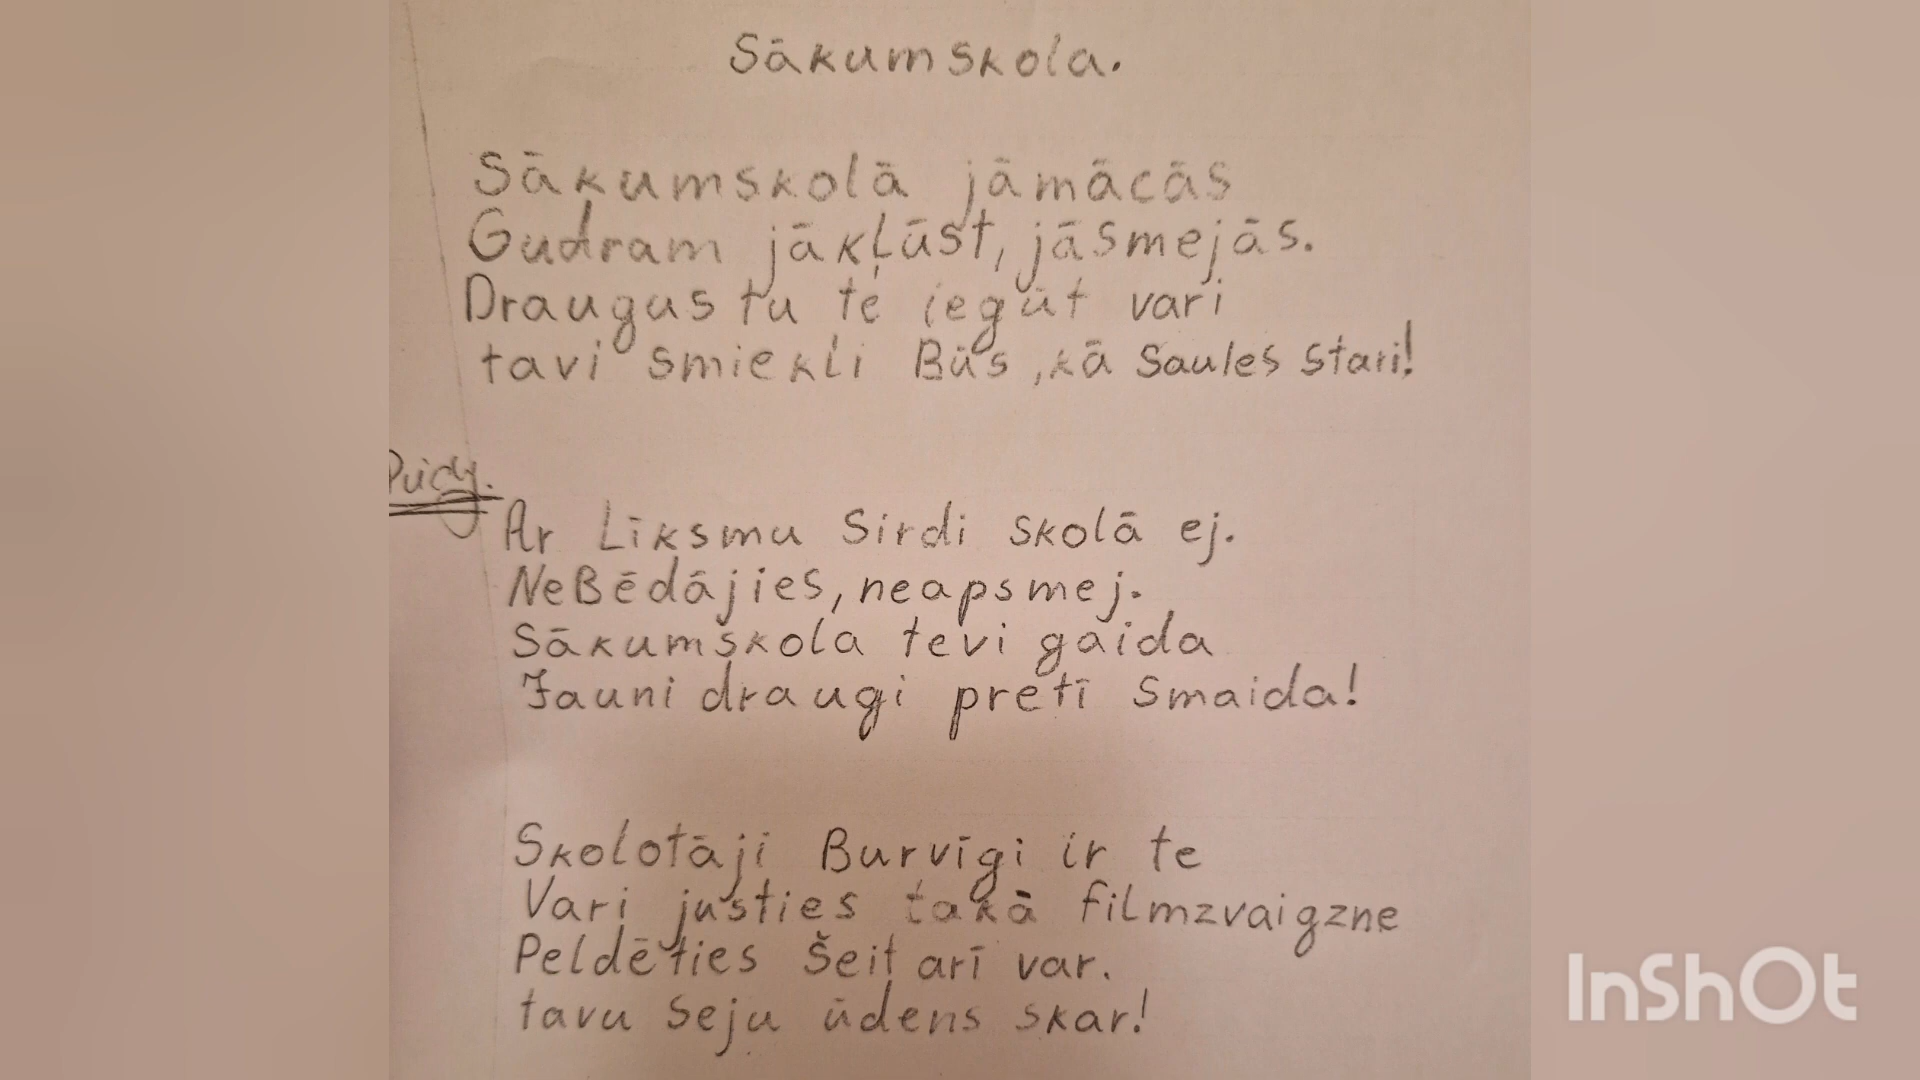 Sākumskola.
Sākumskolā jāmācās
Gudram jākļūst, jāsmejās.
Draugus tu te iegūt vari
tavi smiekli Būs, kā Saules Stari!
Ar Līksmu Sirdi skolā ej.
NeBēdājies, neapsmej.
Sākumskola tevi gaida
Jauni draugi pretī smaida!
Skolotāji Burvīgi ir te
Vari justies takā filmzvaigzne
Peldēties Šeit arī var.
tavu Seju ūdens skar!
InShOt